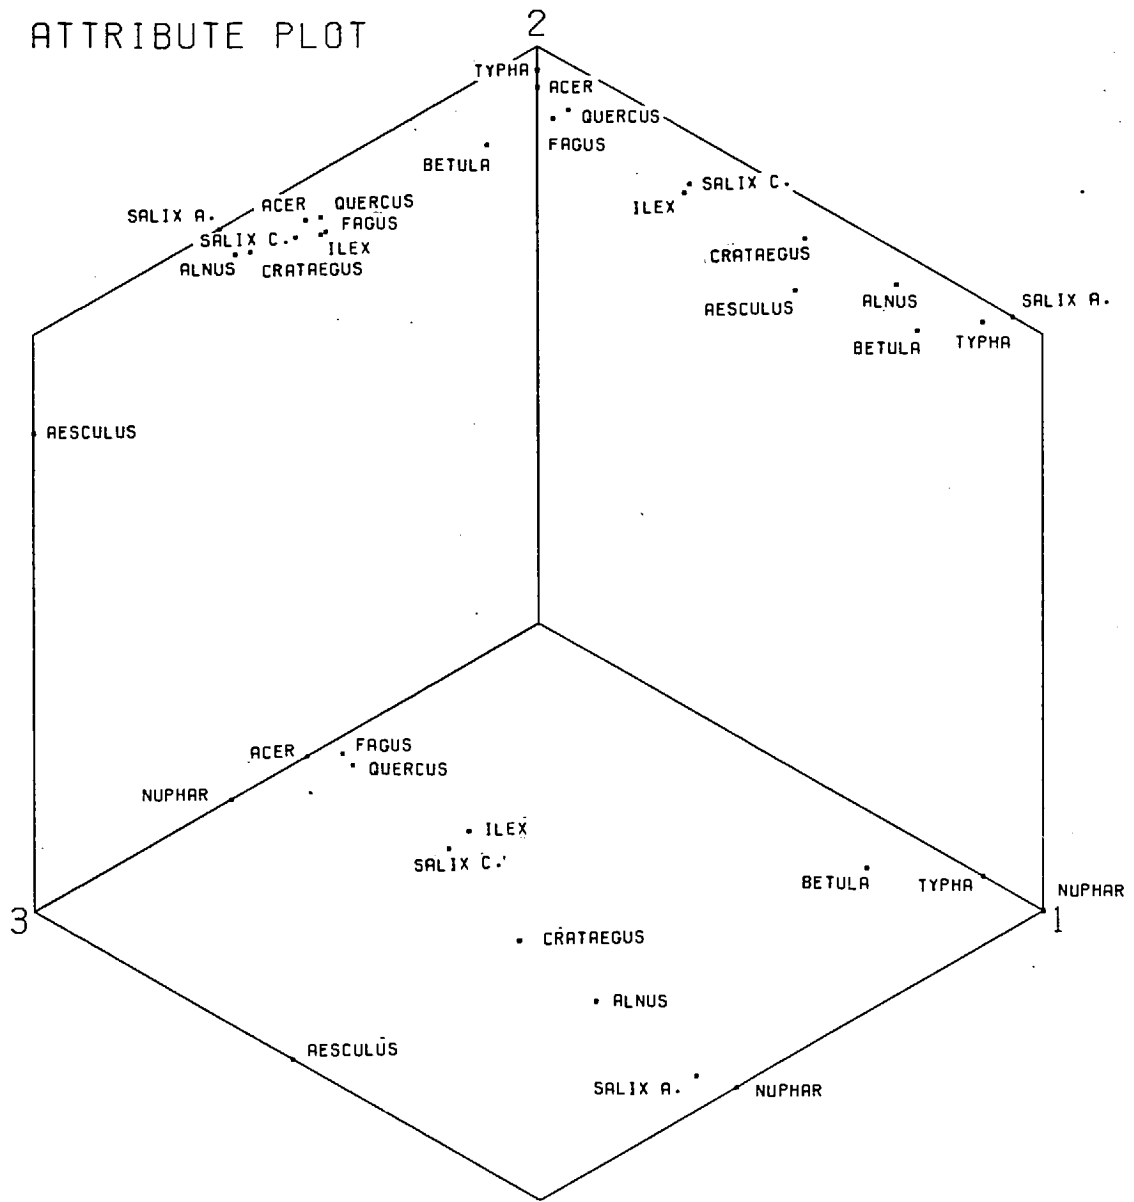 ATTRIBUTE PLOT
2
TYPHA
ACER
QUERCUS
FAGUS
BETULA
SALIX C.
ILEX
SALIX A.
ACER
QUERCUS
FAGUS
SALIX C.
ILEX
ALNUS
CRATAEGUS
CRATAEGUS
AESCULUS
ALNUS
SALIX A.
BETULA
TYPHA
AESCULUS
ACER
FAGUS
QUERCUS
NUPHAR
ILEX
SALIX C.
BETULA
TYPHA
NUPHAR
3
1
CRATAEGUS
ALNUS
AESCULUS
SALIX A.
NUPHAR